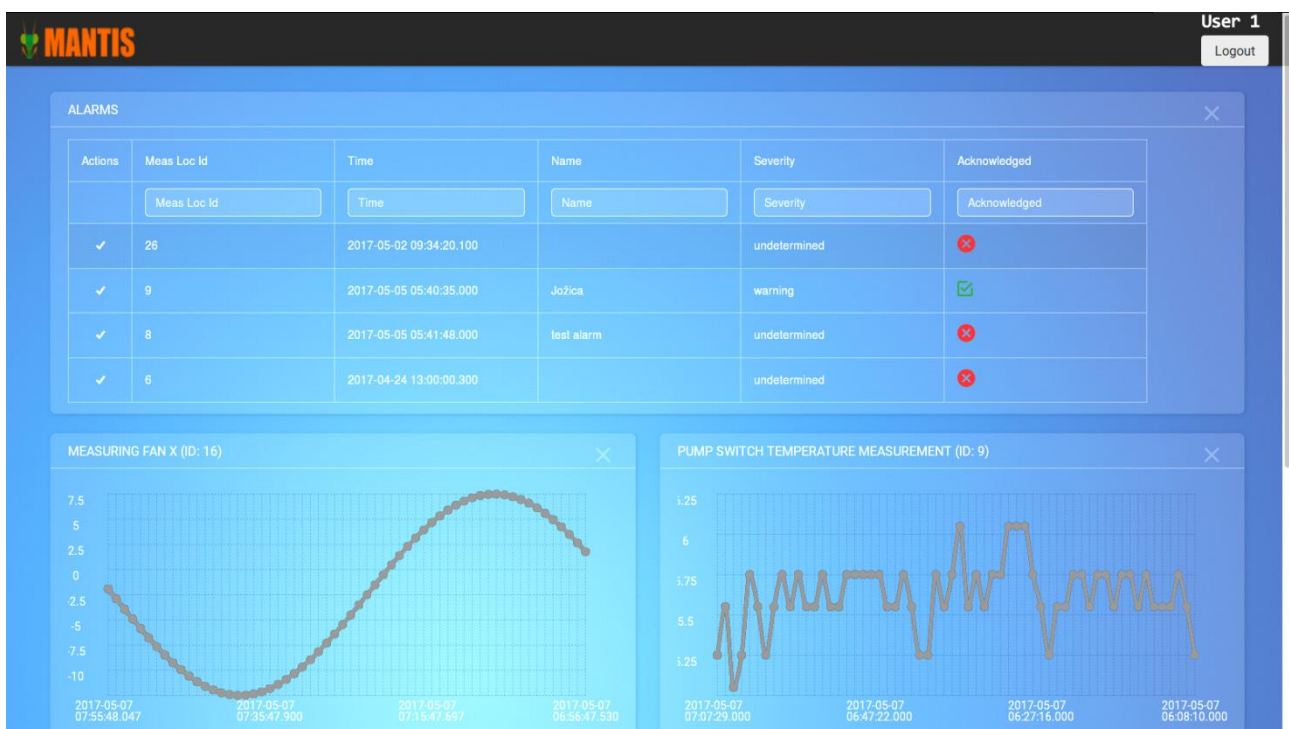 User 1
MANTIS
Logout
ALARMS
Actions Meas Loc Id Time Name Severity Acknowledged
Meas Loc Id Time Name Severity Acknowledged
26 2017-05-02 09:34:20.100 undetermined
9 2017-05-05 05:40:35.000 Jožica warning
8 2017-05-05 05:41:48.000 test alarm undetermined
6 2017-04-24 13:00:00.300 undetermined
MEASURING FAN X (ID: 16)
7.5
5
2.5
0
-2.5
-5
-7.5
-10
2017-05-07 2017-05-07 2017-05-07 2017-05-07
07:55:48.047 07:35:47.900 07:15:47.697 06:56:47.530
PUMP SWITCH TEMPERATURE MEASUREMENT (ID: 9)
.25
6
.75
5.5
.25
2017-05-07 2017-05-07 2017-05-07 2017-05-07
07:07:29.000 06:47:22.000 06:27:16.000 06:08:10.000